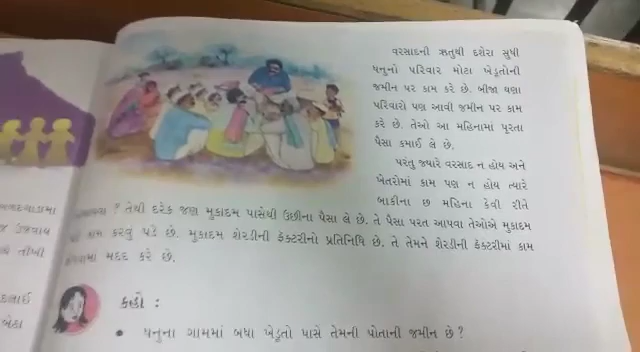 વરસાદની ઋતુથી દશેરા સુધી
ધનુનો પરિવાર મોટા ખેડૂતોની
જમીન પર કામ કરે છે. બીજા ઘણા
પરિવારો પણ આવી જમીન પર કામ
કરે છે. તેઓ આ મહિનામાં પૂરતા
પૈસા કમાઈ લે છે.
પરંતુ જ્યારે વરસાદ ન હોય અને
ખેતરોમાં કામ પણ ન હોય ત્યારે
બાકીના છ મહિના કેવી રીતે
? તેથી દરેક જણ મુકાદમ પાસેથી ઉછીના પૈસા લે છે. તે પૈસા પરત આપવા તેઓએ મુકાદમ
કામ કરવું પડે છે. મુકાદમ શેરડીની ફેક્ટરીનો પ્રતિનિધિ છે. તે તેમને શેરડીની ફેક્ટરીમાં કામ
મદદ કરે છે.
કહો :
• ધનુના ગામમાં બધા ખેડૂતો પાસે તેમની પોતાની જમીન છે ?